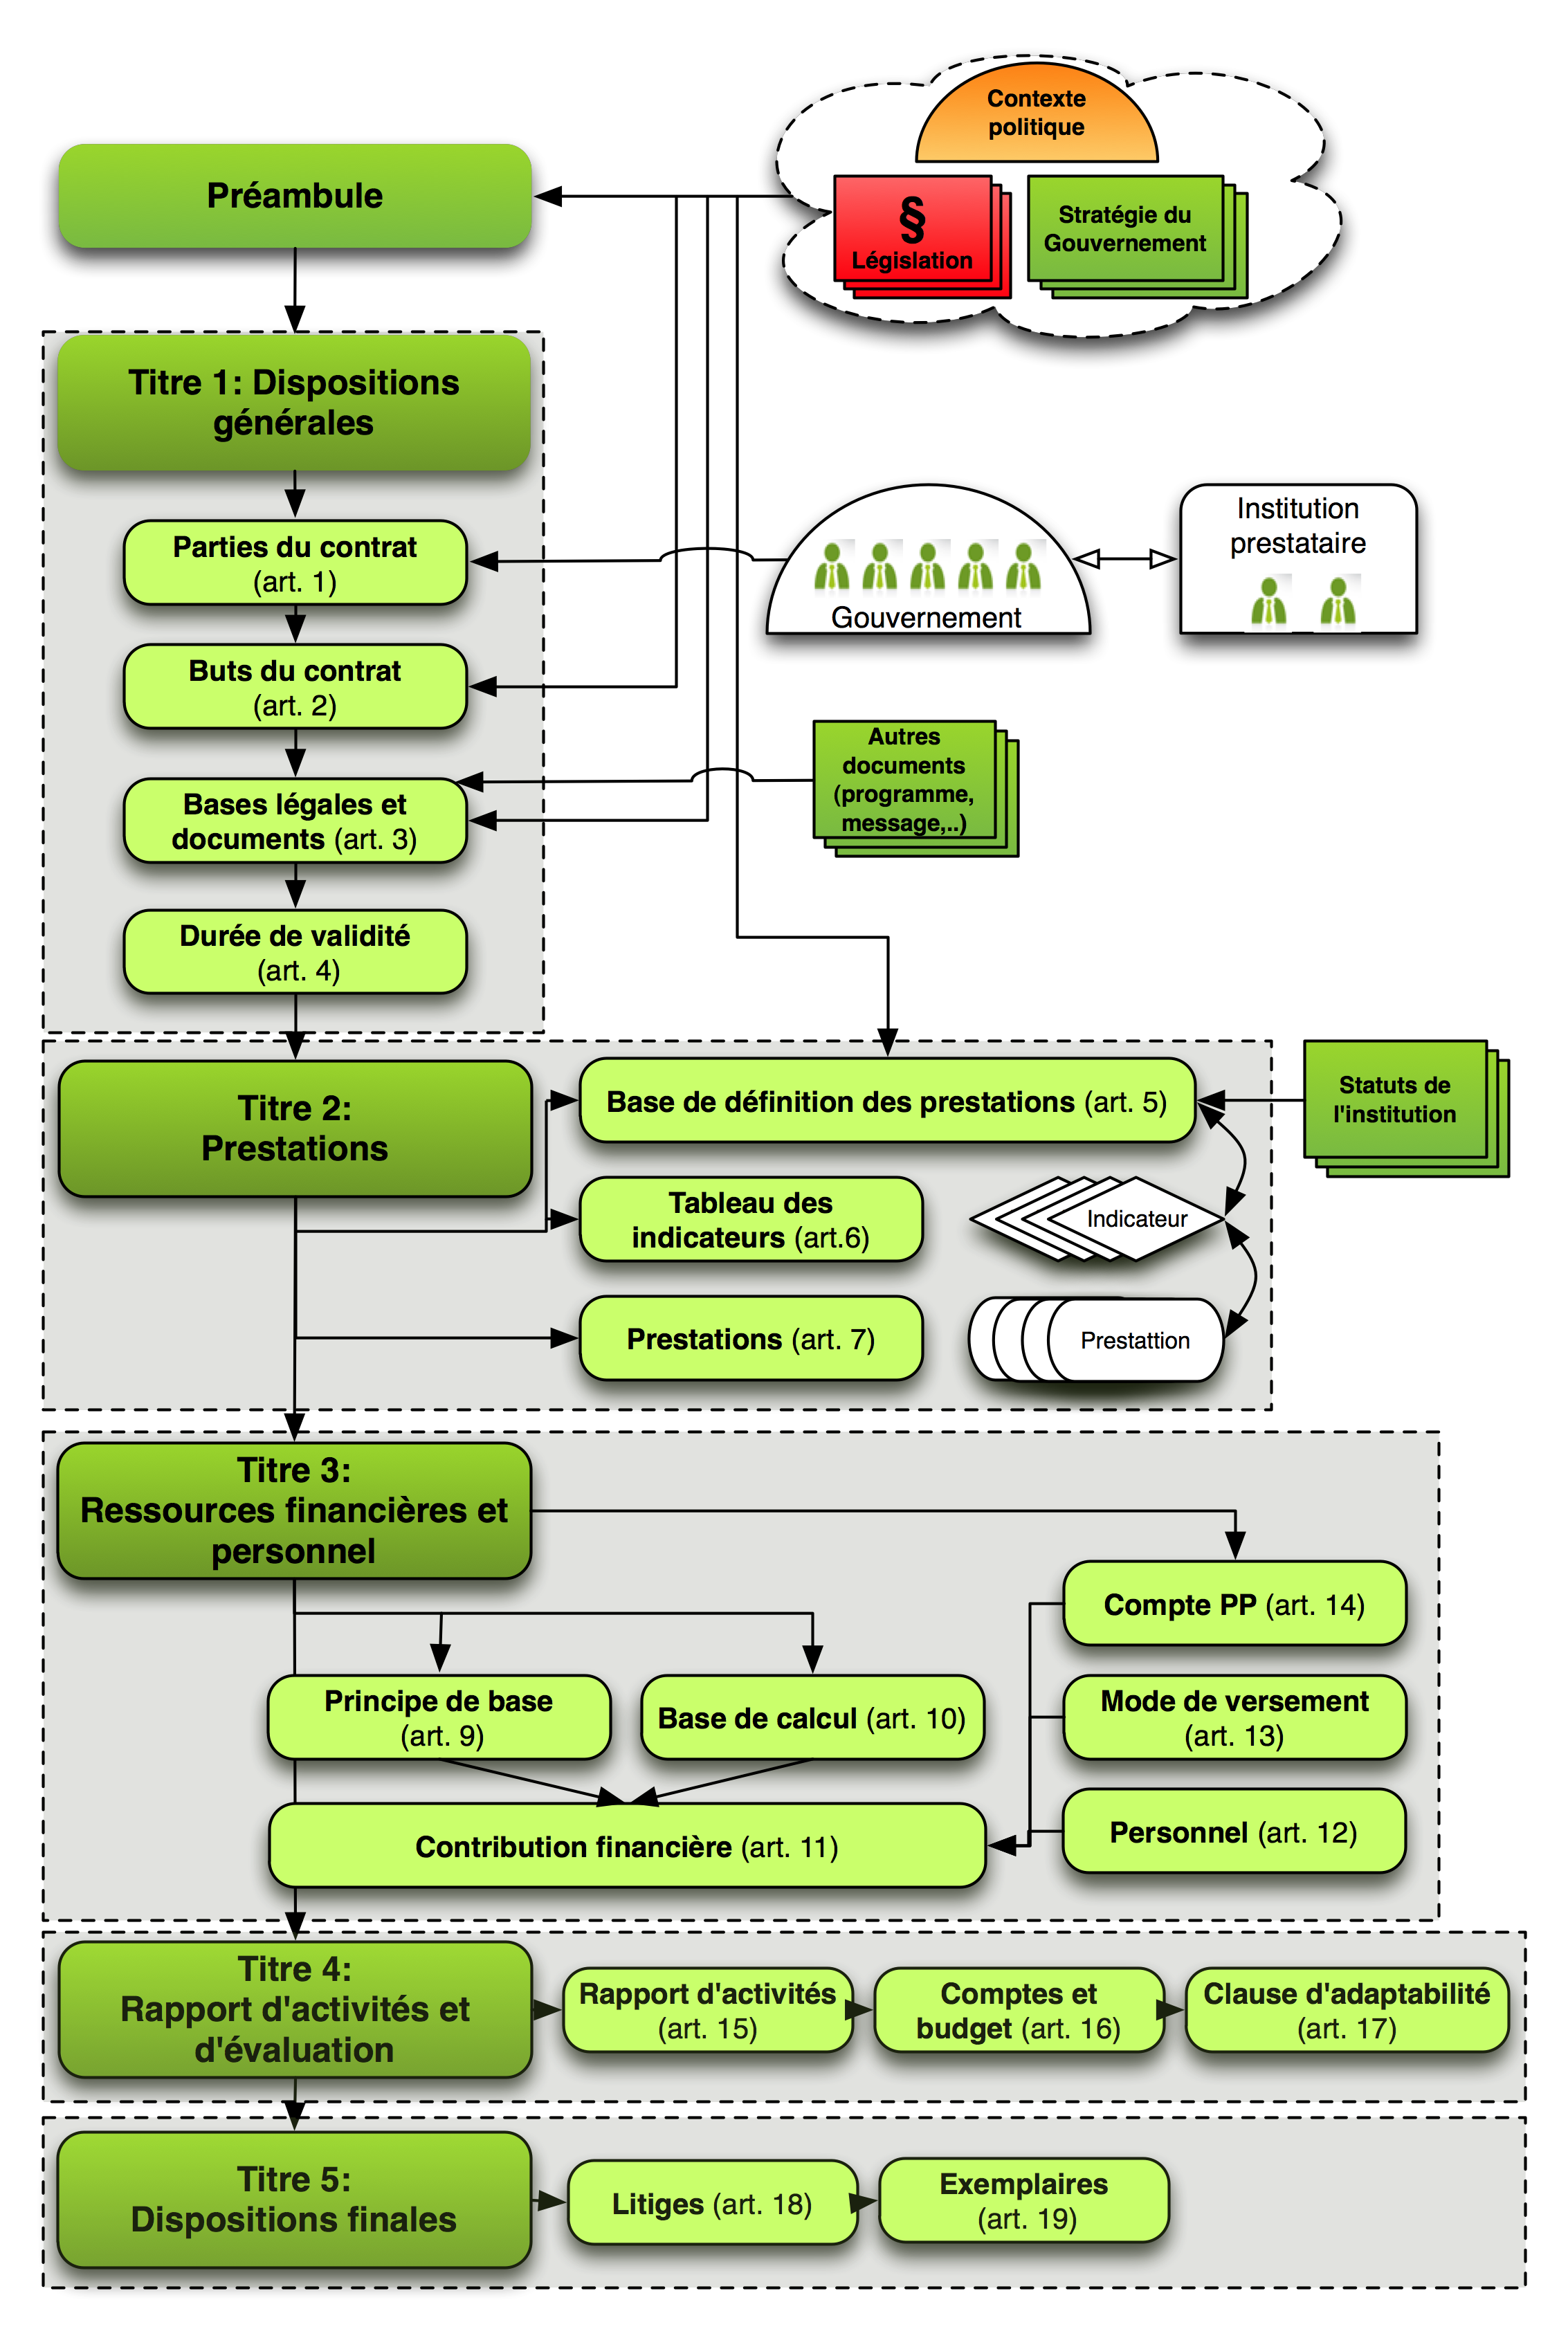 Contexte
politique
Préambule
§
Législation
Stratégie du
Gouvernement
Titre 1: Dispositions
générales
Parties du contrat
(art. 1)
Gouvernement
Institution
prestataire
Buts du contrat
(art. 2)
Autres
documents
(programme,
message,..)
Bases légales et
documents (art. 3)
Durée de validité
(art. 4)
Titre 2:
Prestations
Base de définition des prestations (art. 5)
Statuts de
l'institution
Tableau des
indicateurs (art.6)
Indicateur
Prestations (art. 7)
Prestattion
Titre 3:
Ressources financières et
personnel
Compte PP (art. 14)
Principe de base
(art. 9)
Base de calcul (art. 10)
Mode de versement
(art. 13)
Contribution financière (art. 11)
Personnel (art. 12)
Titre 4:
Rapport d'activités et
d'évaluation
Rapport d'activités
(art. 15)
Comptes et
budget (art. 16)
Clause d'adaptabilité
(art. 17)
Titre 5:
Dispositions finales
Litiges (art. 18)
Exemplaires
(art. 19)